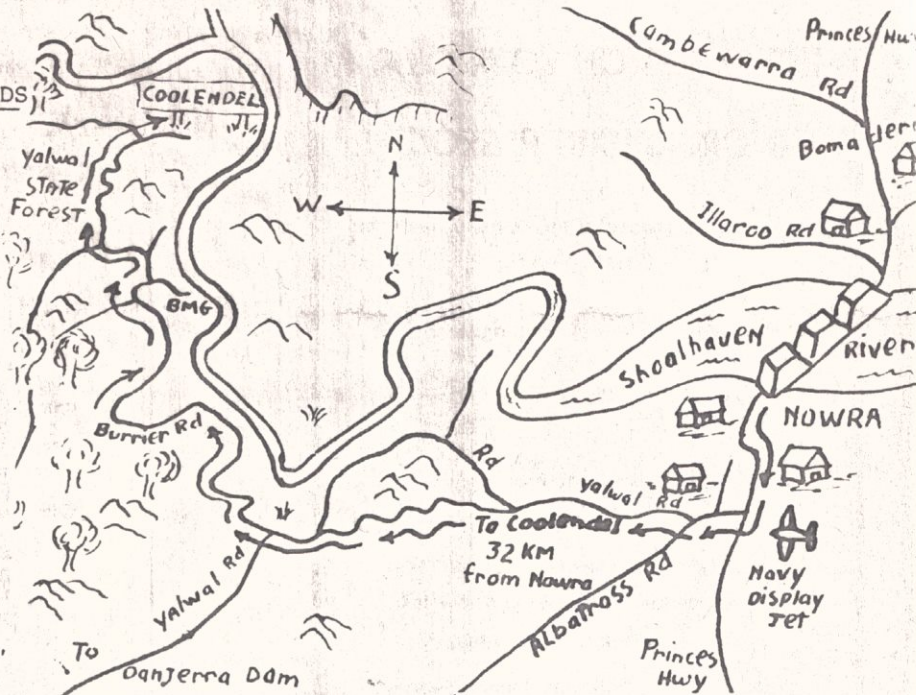 Cambewarra
Rd
Princes Hwy
DS
COOLENDEL
Yalwal
STATE
Forest
N
W
E
S
Boma
derr
Illaroo Rd
BMG
Shoalhaven
River
NOWRA
Burrier Rd
Rd
Yalwal
Rd
To Coolendel
32 KM
from Nowra
Navy
Display
Jet
Yalwal Rd
Albatross Rd
To
Danjerra Dam
Princes
Hwy